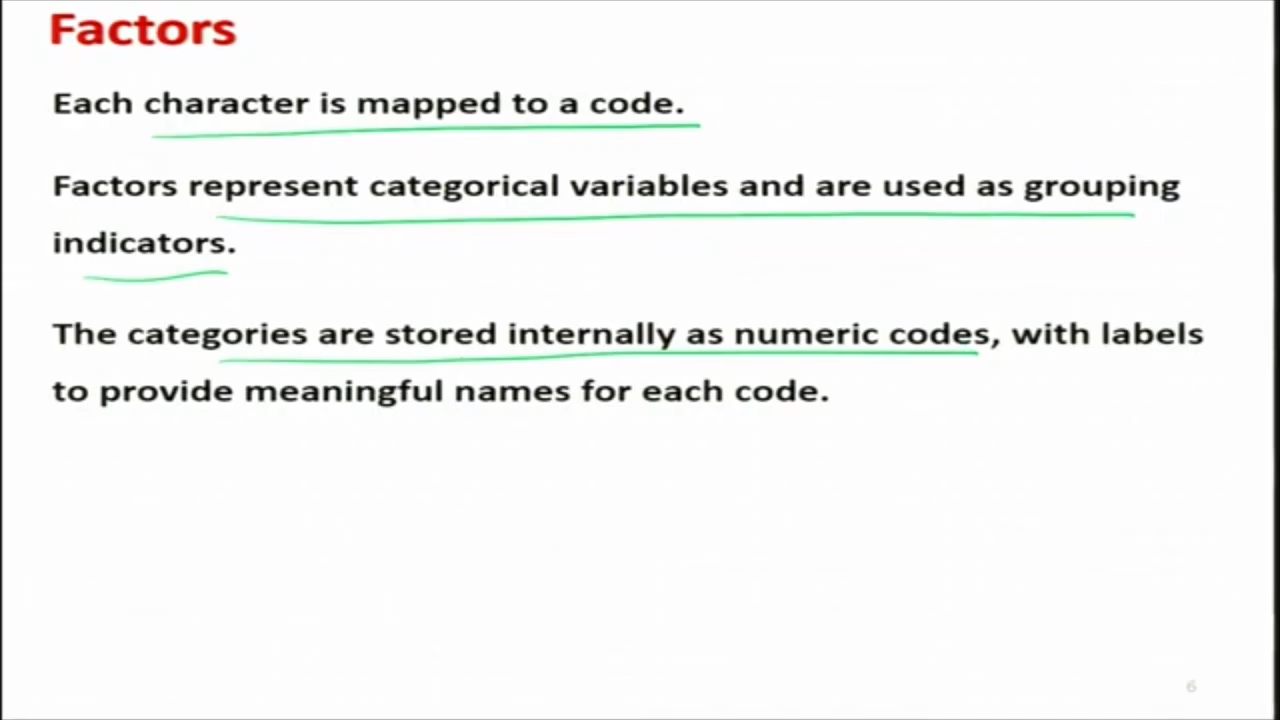 Factors
Each character is mapped to a code.
Factors represent categorical variables and are used as grouping
indicators.
The categories are stored internally as numeric codes, with labels
to provide meaningful names for each code.
6